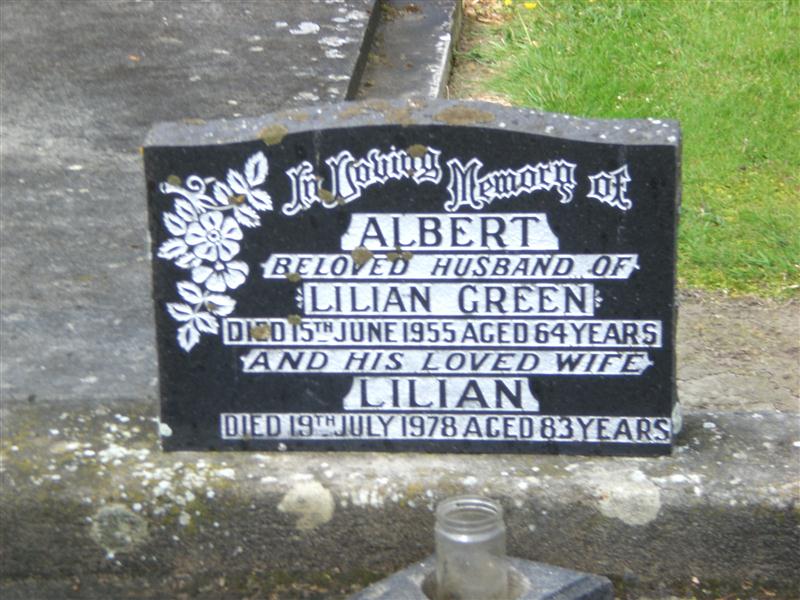 In Loving Memory of
ALBERT
BELOVED HUSBAND OF
LILIAN GREEN
DIED 15TH JUNE 1955 AGED 64 YEARS
AND HIS LOVED WIFE
LILIAN
DIED 19TH JULY 1978 AGED 83 YEARS